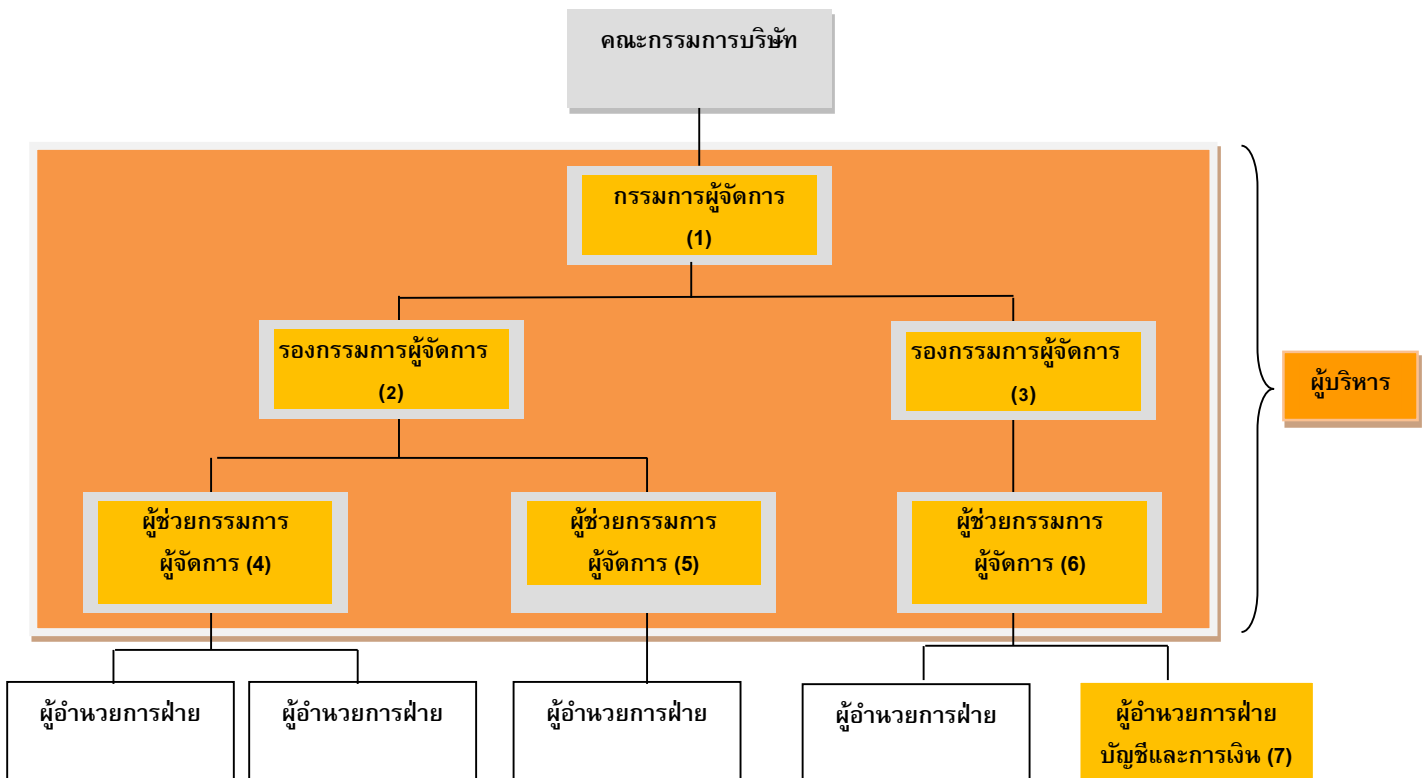 คณะกรรมการบริษัท
กรรมการผู้จัดการ
(1)
รองกรรมการผู้จัดการ
(2)
รองกรรมการผู้จัดการ
(3)
ผู้บริหาร
ผู้ช่วยกรรมการ
ผู้จัดการ (4)
ผู้ช่วยกรรมการ
ผู้จัดการ (5)
ผู้ช่วยกรรมการ
ผู้จัดการ (6)
ผู้อำนวยการฝ่าย
ผู้อำนวยการฝ่าย
ผู้อำนวยการฝ่าย
ผู้อำนวยการฝ่าย
ผู้อำนวยการฝ่าย
บัญชีและการเงิน (7)